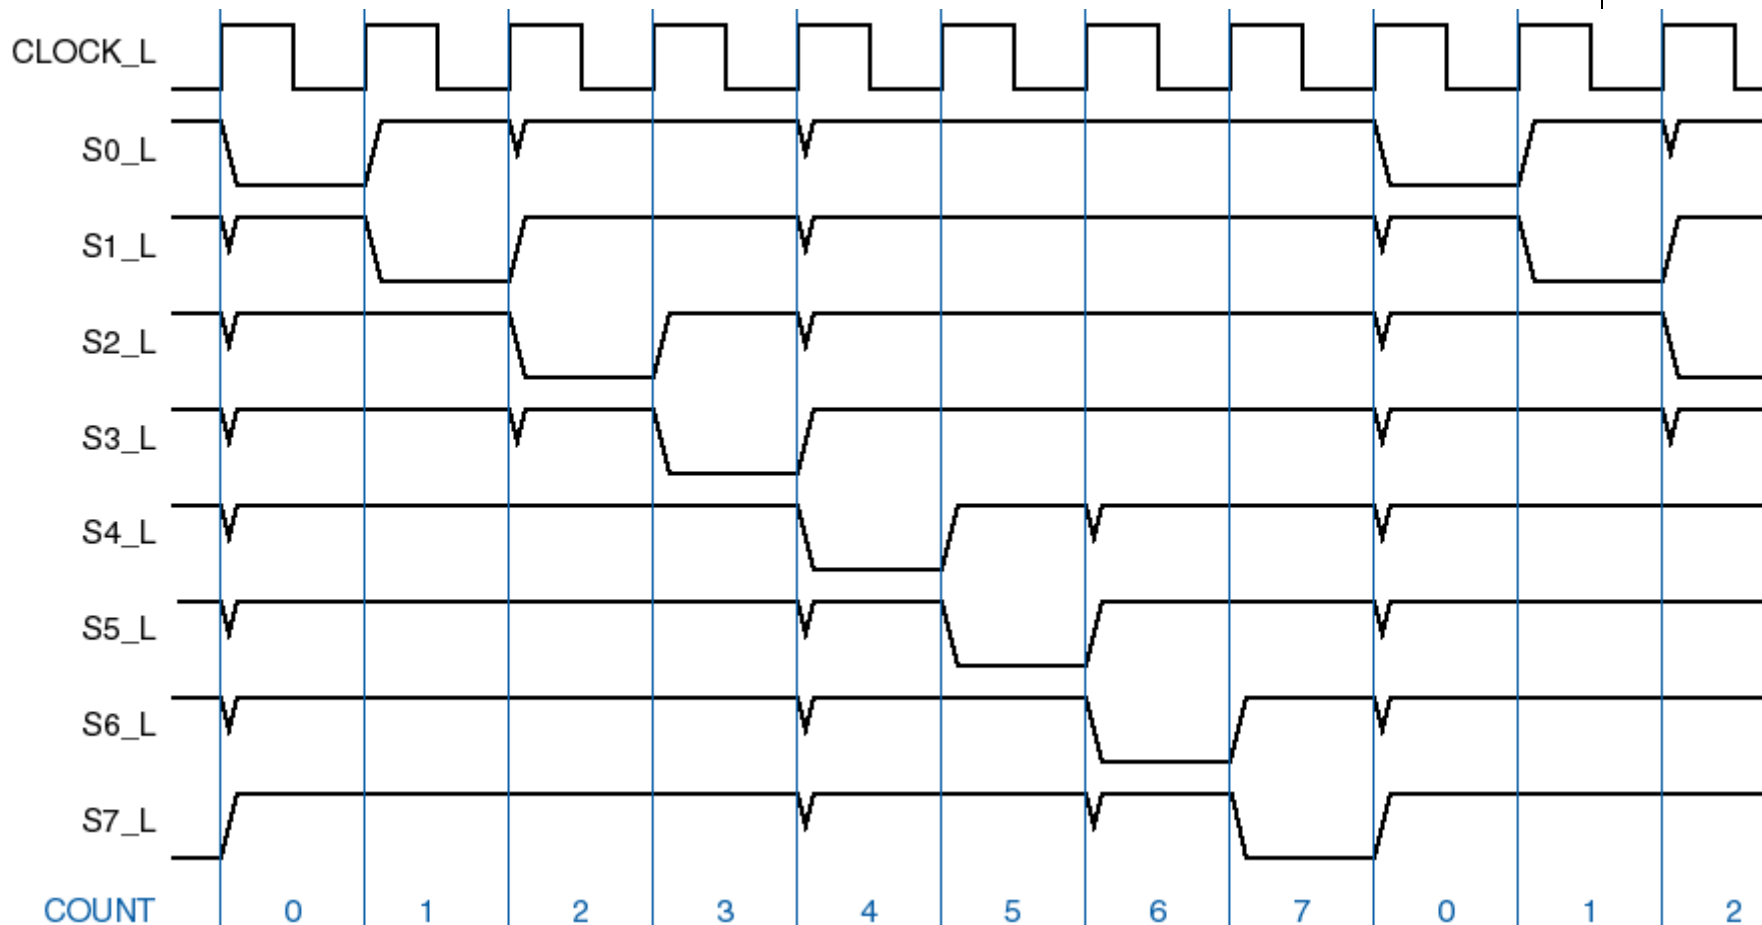 CLOCK_L
S0_L
S1_L
S2_L
S3_L
S4_L
S5_L
S6_L
S7_L
COUNT 0 1 2 3 4 5 6 7 0 1 2